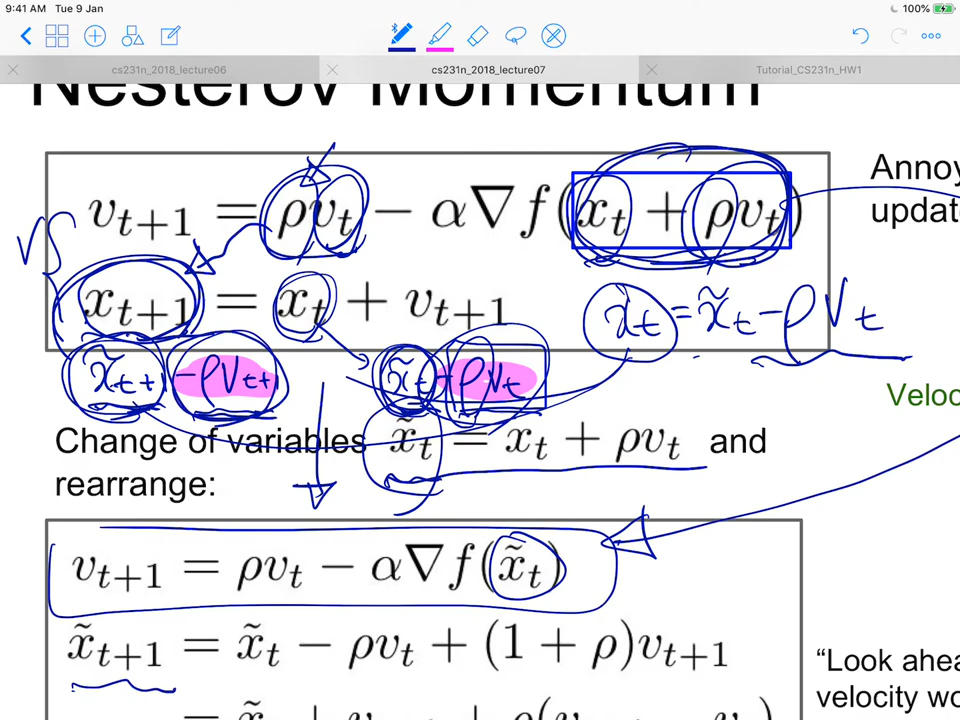 9:41 AM Tue 9 Jan
100%
cs231n_2018_lecture06
cs231n_2018_lecture07
Tutorial_CS231n_HW1
Nesterov Momentum
v_{t+1} = ρv_t − α∇f(x_t + ρv_t)
Annoy
updat
x_{t+1} = x_t + v_{t+1}
x_t = x̃_t − ρv_t
x̃_{t+1} − ρv_{t+1}
x̃_t − ρv_t
Veloc
Change of variables x̃_t = x_t + ρv_t and
rearrange:
v_{t+1} = ρv_t − α∇f(x̃_t)
x̃_{t+1} = x̃_t − ρv_t + (1 + ρ)v_{t+1}
“Look ahea
velocity wo